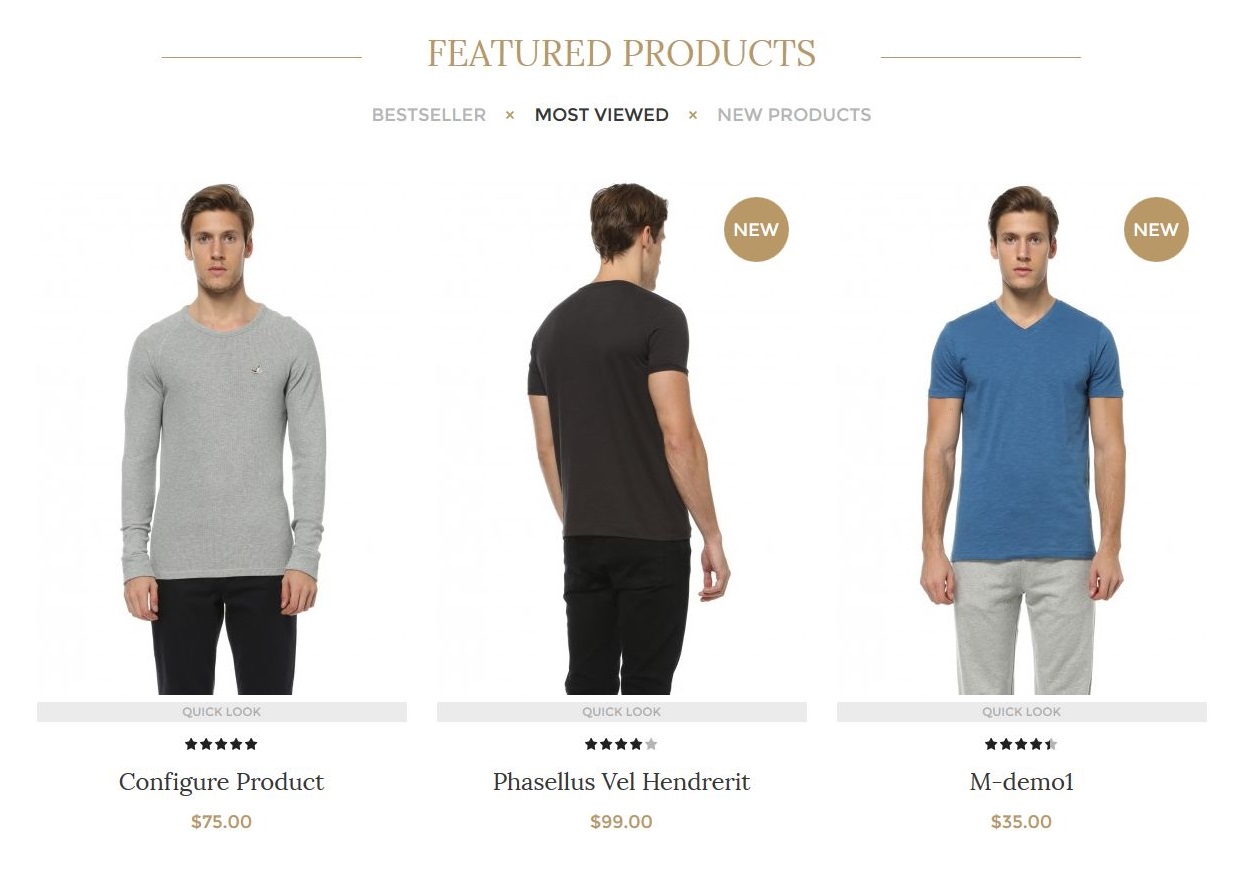 FEATURED PRODUCTS
BESTSELLER × MOST VIEWED × NEW PRODUCTS
NEW
NEW
QUICK LOOK
QUICK LOOK
QUICK LOOK
Configure Product
Phasellus Vel Hendrerit
M-demo1
$75.00
$99.00
$35.00